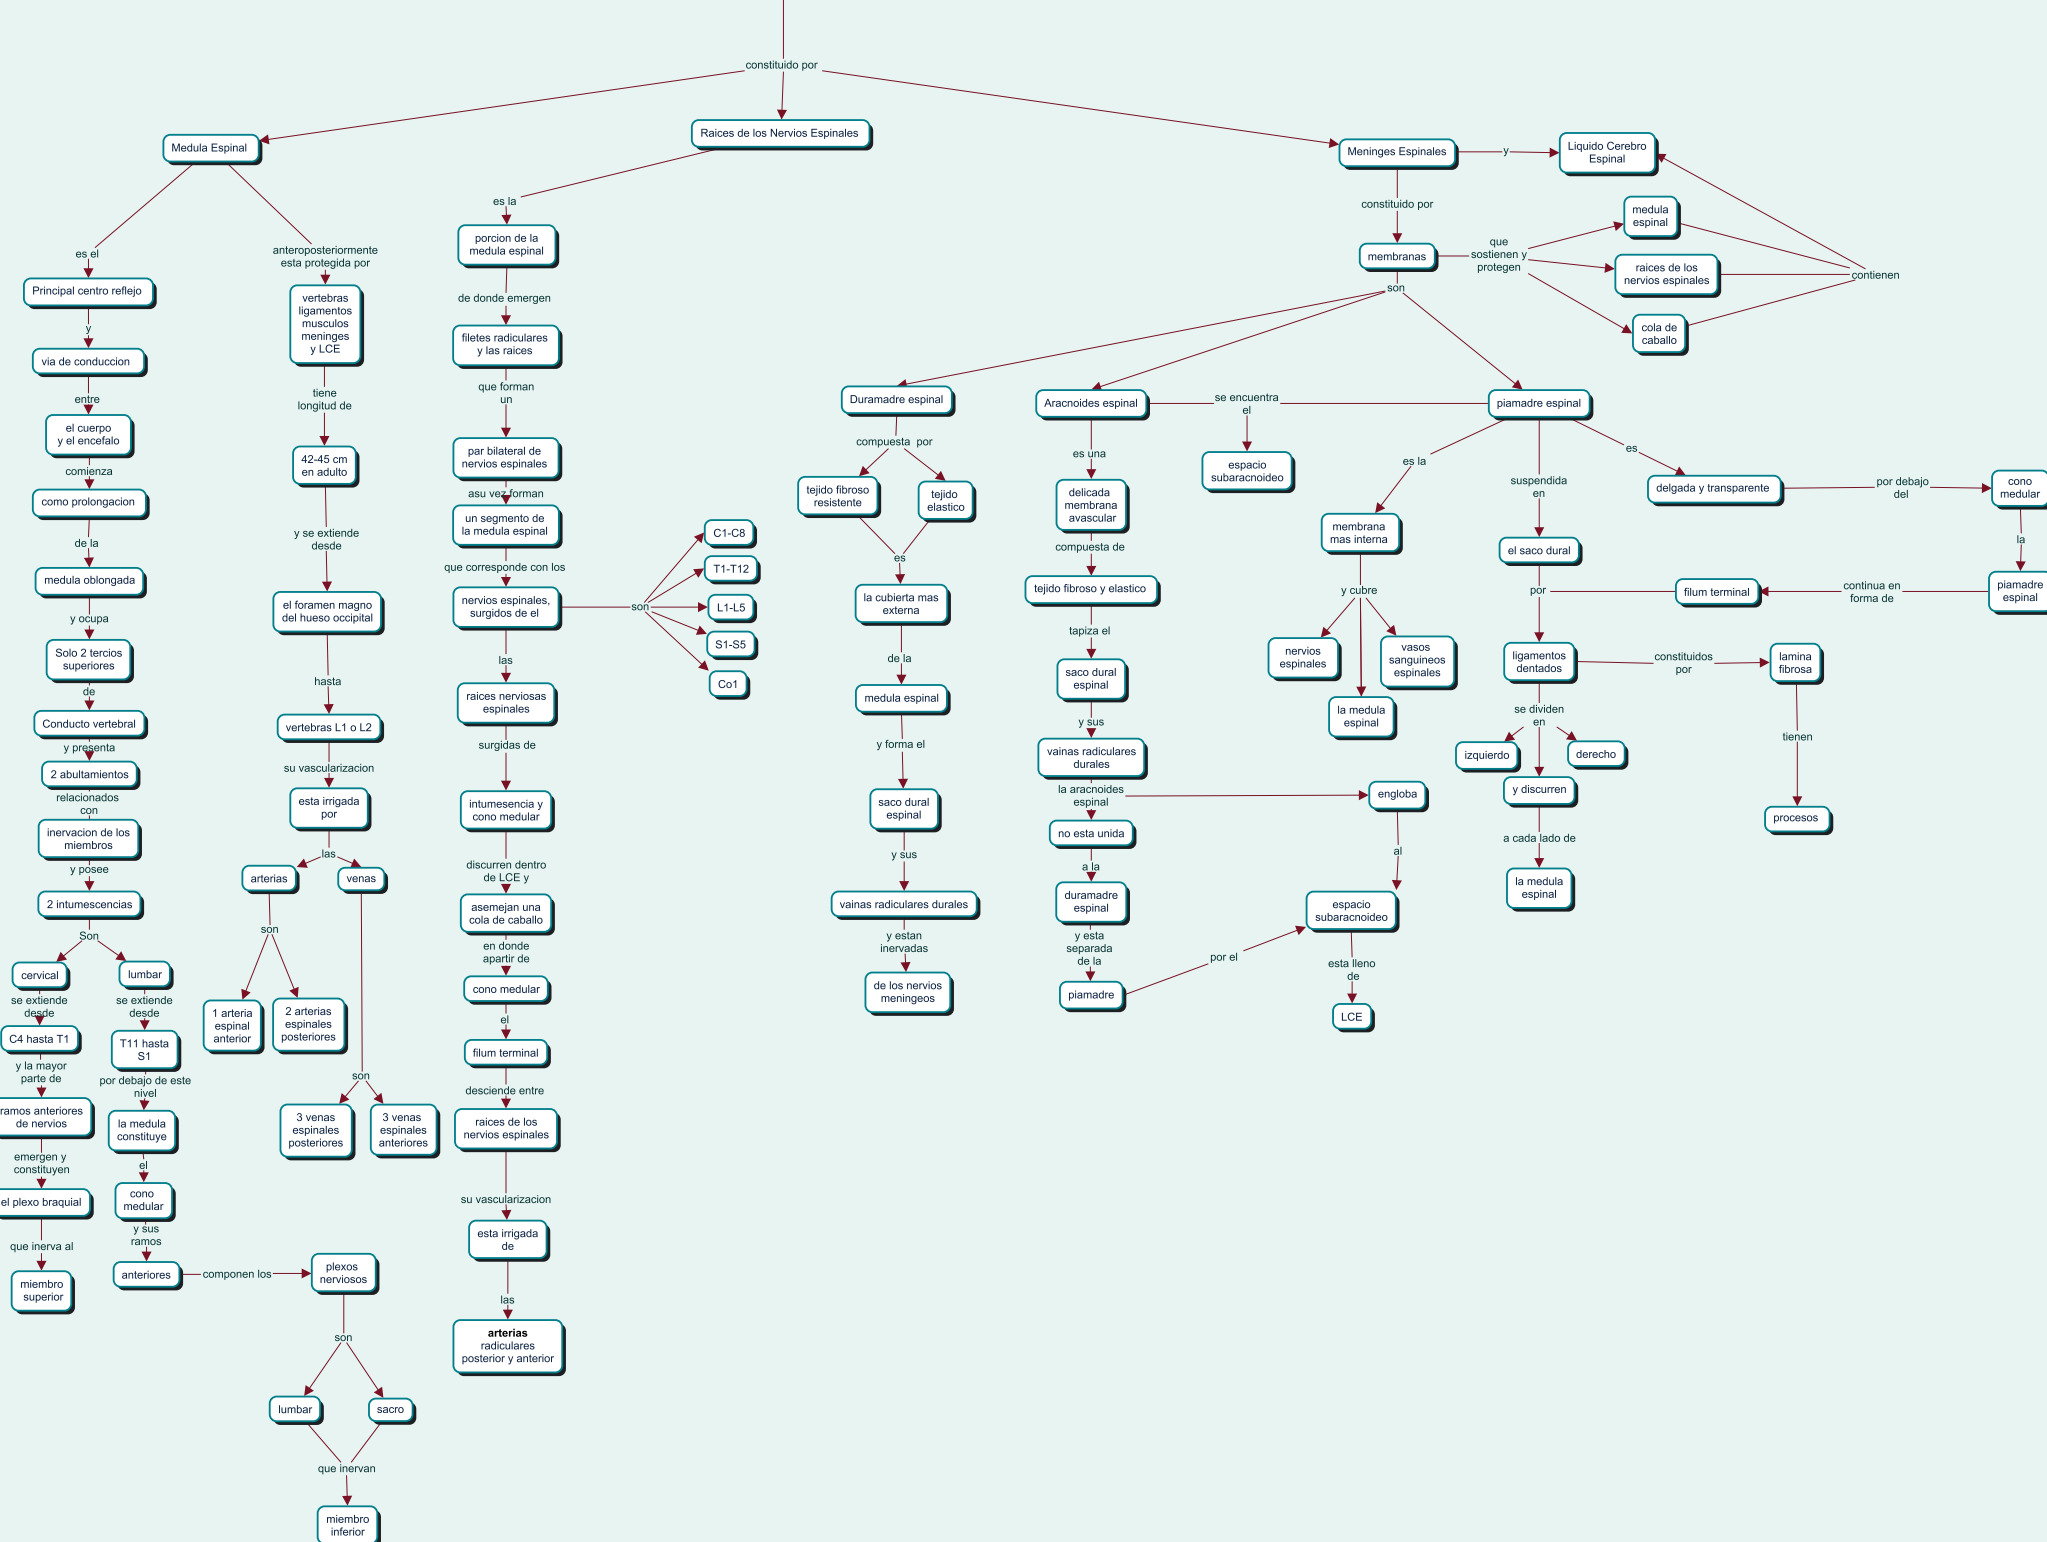 constituido por
Medula Espinal
es el
Principal centro reflejo
y
via de conduccion
entre
el cuerpo
y el encefalo
comienza
como prolongacion
de la
medula oblongada
y ocupa
Solo 2 tercios
superiores
de
Conducto vertebral
y presenta
2 abultamientos
relacionados
con
inervacion de los
miembros
y posee
2 intumescencias
Son
cervical
se extiende
desde
C4 hasta T1
y la mayor
parte de
ramos anteriores
de nervios
emergen y
constituyen
el plexo braquial
que inerva al
miembro
superior
lumbar
se extiende
desde
T11 hasta
S1
por debajo de este
nivel
la medula
constituye
el
cono
medular
y sus
ramos
anteriores
componen los
plexos
nerviosos
son
lumbar
sacro
que inervan
miembro
inferior
anteroposteriormente
esta protegida por
vertebras
ligamentos
musculos
meninges
y LCE
tiene
longitud de
42-45 cm
en adulto
y se extiende
desde
el foramen magno
del hueso occipital
hasta
vertebras L1 o L2
su vascularizacion
esta irrigada
por
las
arterias
son
1 arteria
espinal
anterior
2 arterias
espinales
posteriores
venas
son
3 venas
espinales
posteriores
3 venas
espinales
anteriores
Raices de los Nervios Espinales
es la
porcion de la
medula espinal
de donde emergen
filetes radiculares
y las raices
que forman
un
par bilateral de
nervios espinales
asu vez forman
un segmento de
la medula espinal
que corresponde con los
nervios espinales,
surgidos de el
son
C1-C8
T1-T12
L1-L5
S1-S5
Co1
las
raices nerviosas
espinales
surgidas de
intumesencia y
cono medular
discurren dentro
de LCE y
asemejan una
cola de caballo
en donde
apartir de
cono medular
el
filum terminal
desciende entre
raices de los
nervios espinales
su vascularizacion
esta irrigada
de
las
arterias
radiculares
posterior y anterior
Meninges Espinales
y
Liquido Cerebro
Espinal
constituido por
membranas
que
sostienen y
protegen
medula
espinal
raices de los
nervios espinales
cola de
caballo
contienen
son
Duramadre espinal
compuesta por
tejido fibroso
resistente
tejido
elastico
es
la cubierta mas
externa
de la
medula espinal
y forma el
saco dural
espinal
y sus
vainas radiculares durales
y estan
inervadas
de los nervios
meningeos
Aracnoides espinal
se encuentra
el
espacio
subaracnoideo
es una
delicada
membrana
avascular
compuesta de
tejido fibroso y elastico
tapiza el
saco dural
espinal
y sus
vainas radiculares
durales
la aracnoides
espinal
engloba
al
no esta unida
a la
duramadre
espinal
y esta
separada
de la
piamadre
por el
espacio
subaracnoideo
esta lleno
de
LCE
piamadre espinal
es la
membrana
mas interna
y cubre
nervios
espinales
la medula
espinal
vasos
sanguineos
espinales
suspendida
en
el saco dural
por
ligamentos
dentados
constituidos
por
lamina
fibrosa
tienen
procesos
se dividen
en
izquierdo
derecho
y discurren
a cada lado de
la medula
espinal
es
delgada y transparente
por debajo
del
cono
medular
la
piamadre
espinal
continua en
forma de
filum terminal